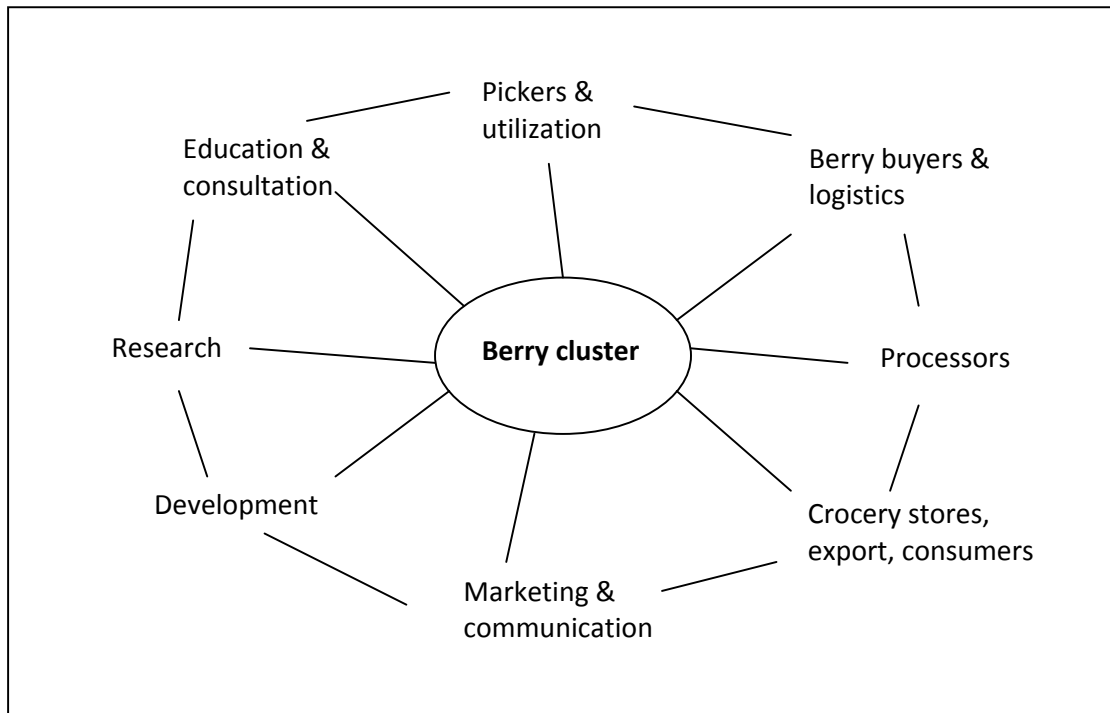 Pickers &
utilization
Education &
consultation
Berry buyers &
logistics
Berry cluster
Research
Processors
Development
Crocery stores,
export, consumers
Marketing &
communication